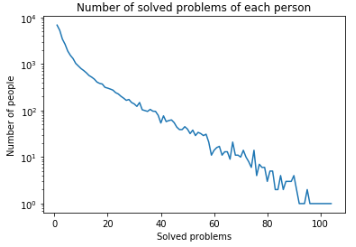 Number of solved problems of each person
10⁴
10³
10²
10¹
10⁰
Number of people
0 20 40 60 80 100
Solved problems